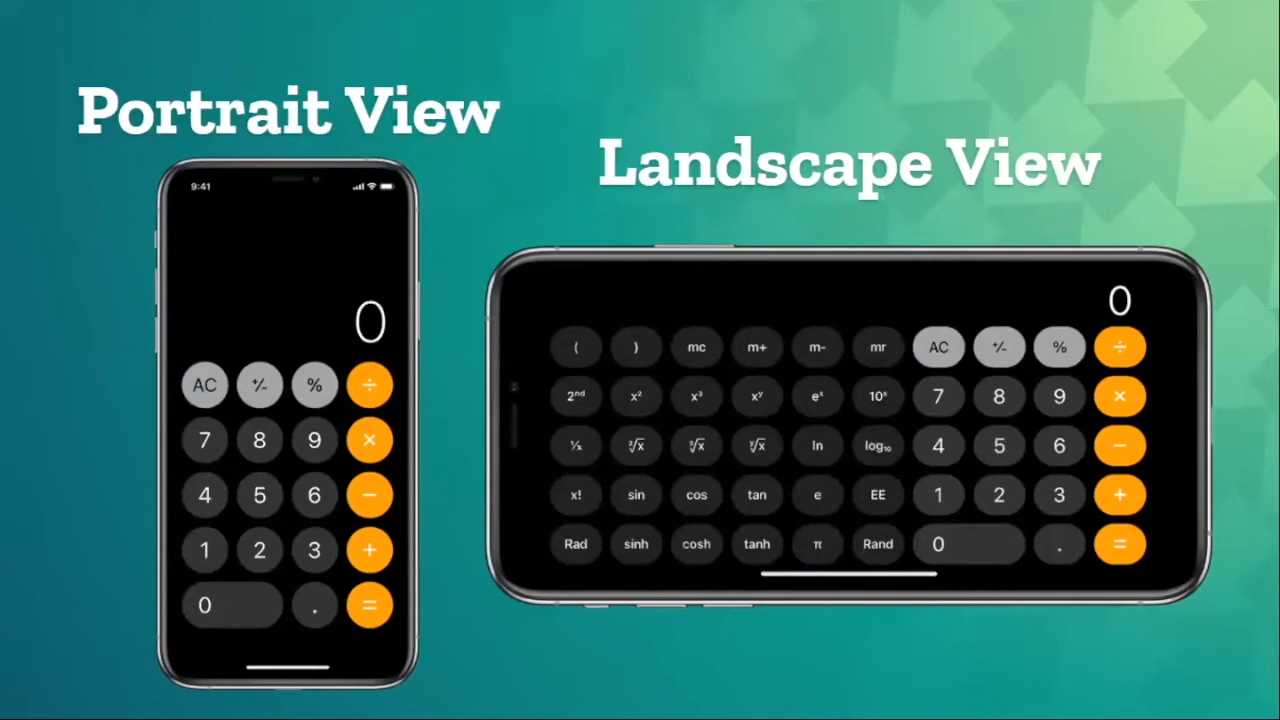 Portrait View
9:41
0
AC +/- % ÷
7 8 9 ×
4 5 6 −
1 2 3 +
0 . =
Landscape View
0
( ) mc m+ m- mr AC +/- % ÷
2ⁿᵈ x² x³ xʸ eˣ 10ˣ 7 8 9 ×
¹/ₓ ²√x ³√x ʸ√x ln log₁₀ 4 5 6 −
x! sin cos tan e EE 1 2 3 +
Rad sinh cosh tanh π Rand 0 . =